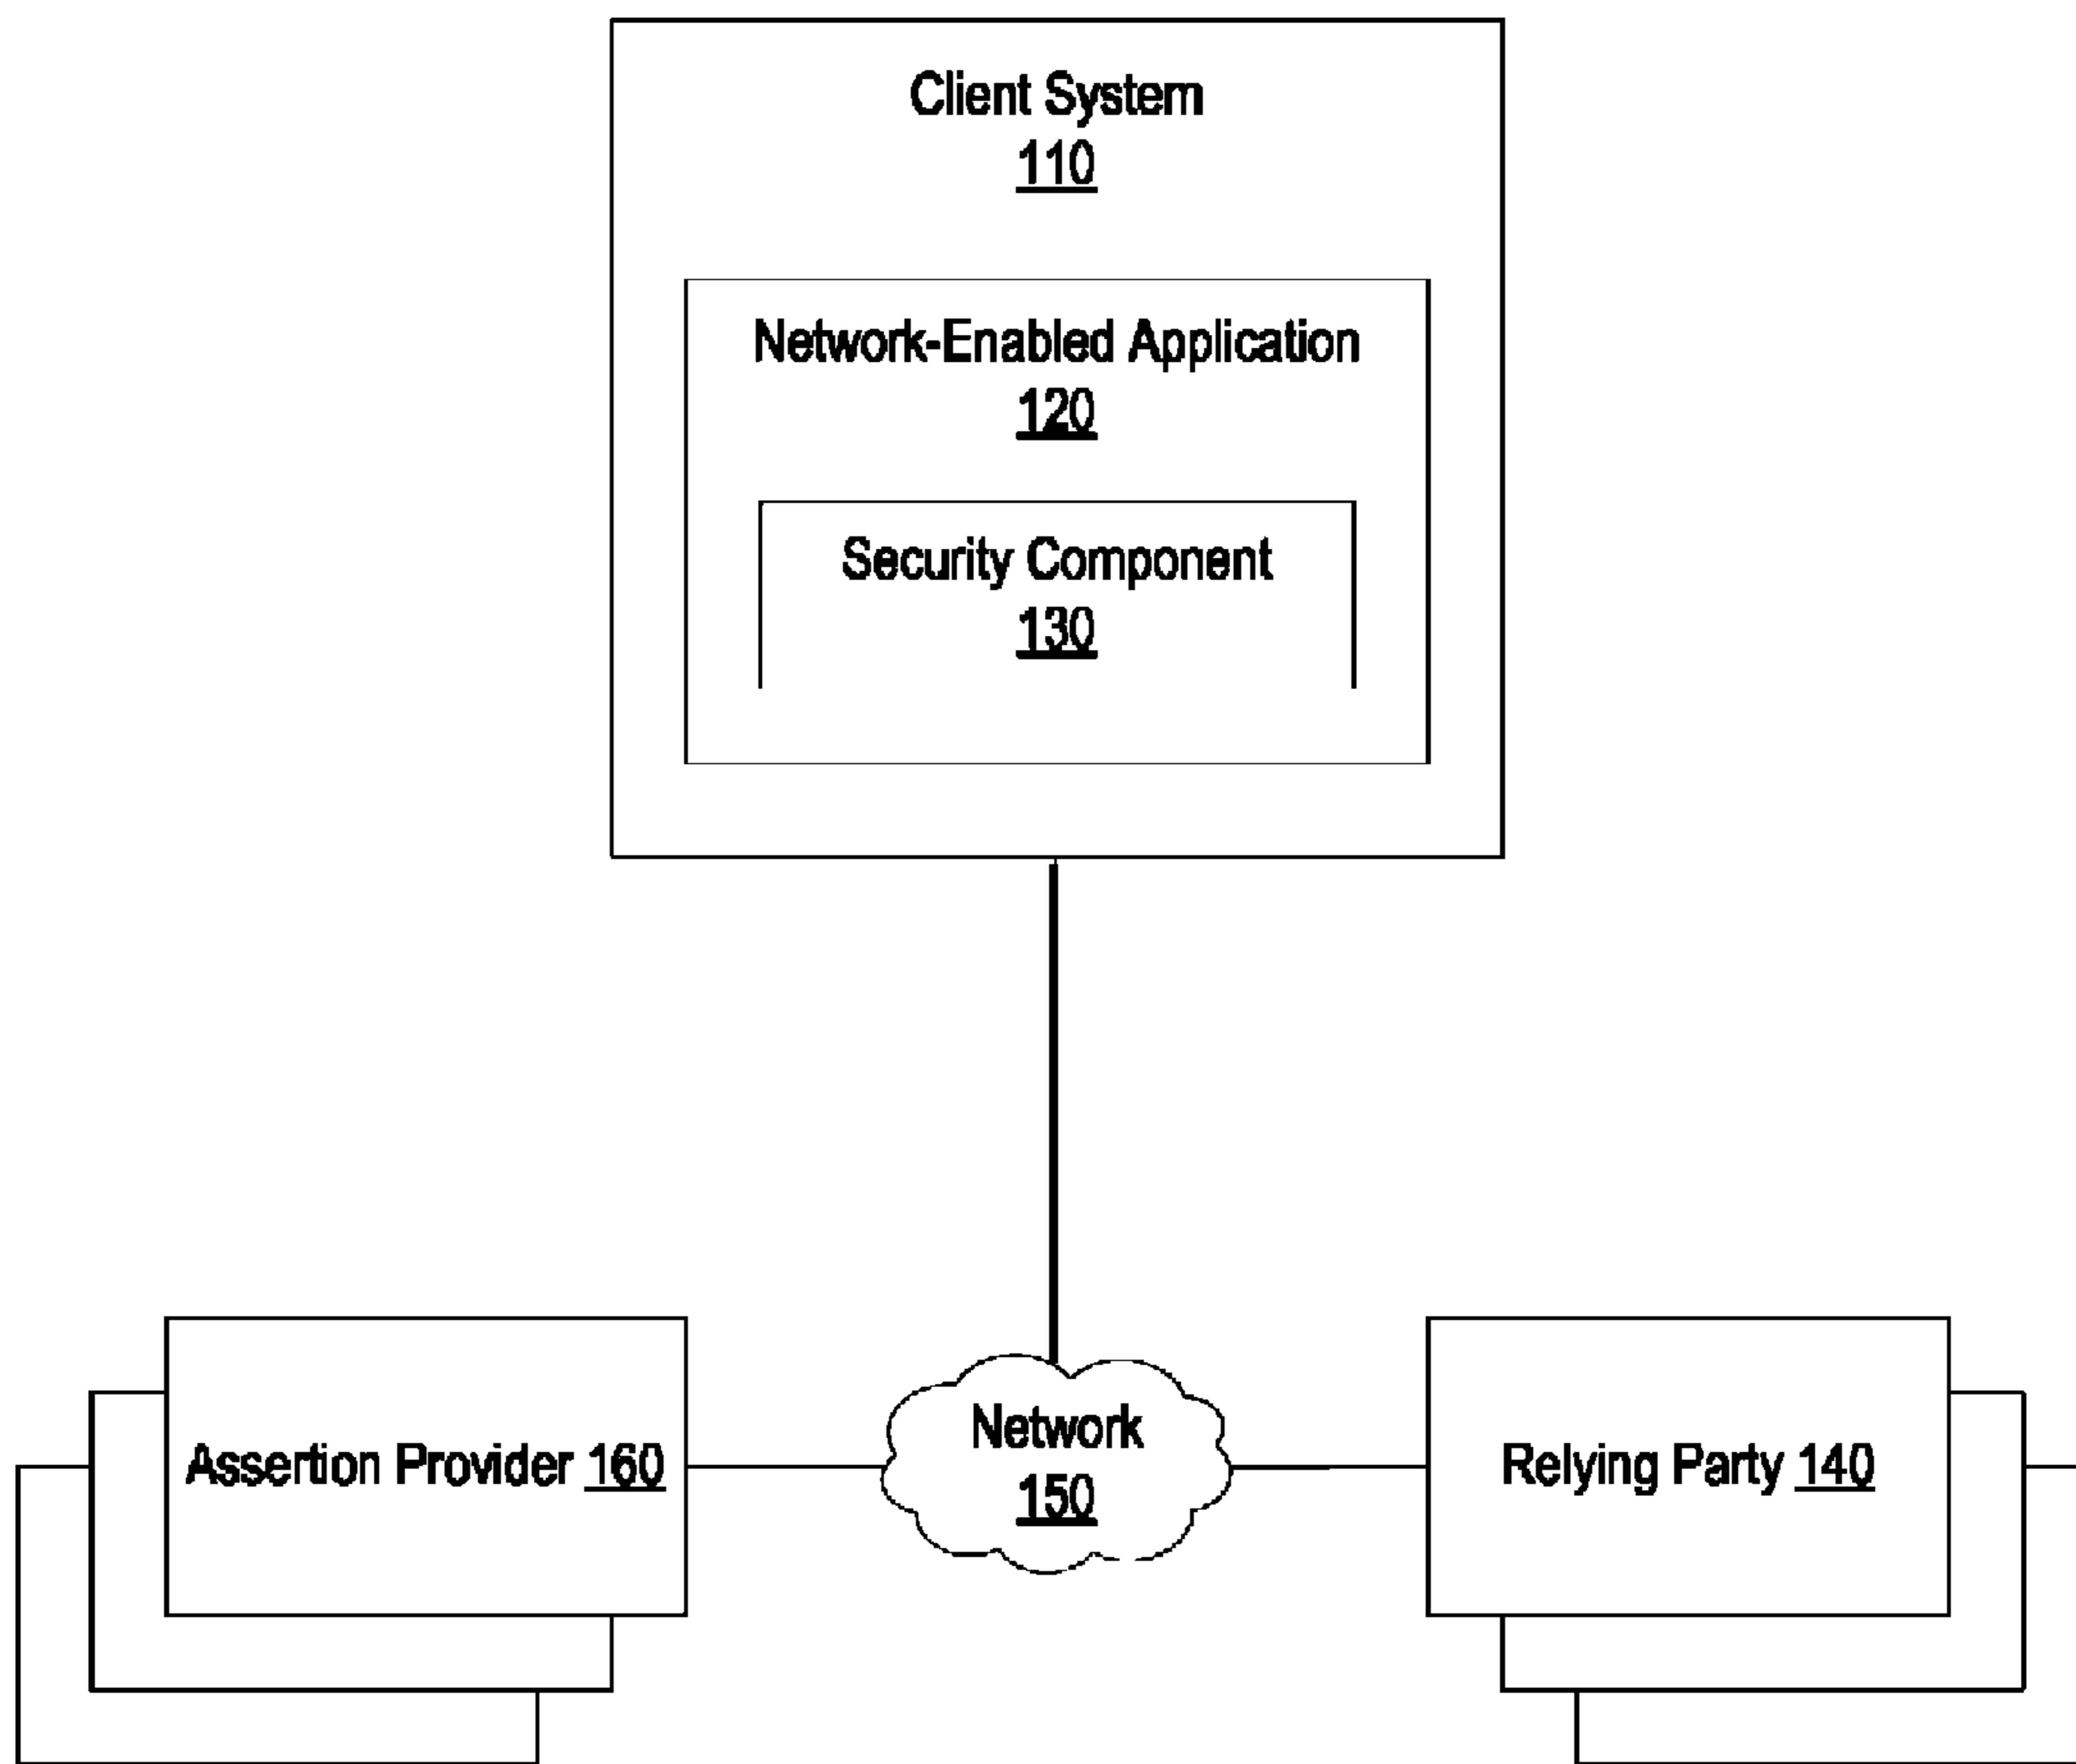 Client System
110
Network-Enabled Application
120
Security Component
130
Network
150
Assertion Provider 160
Relying Party 140